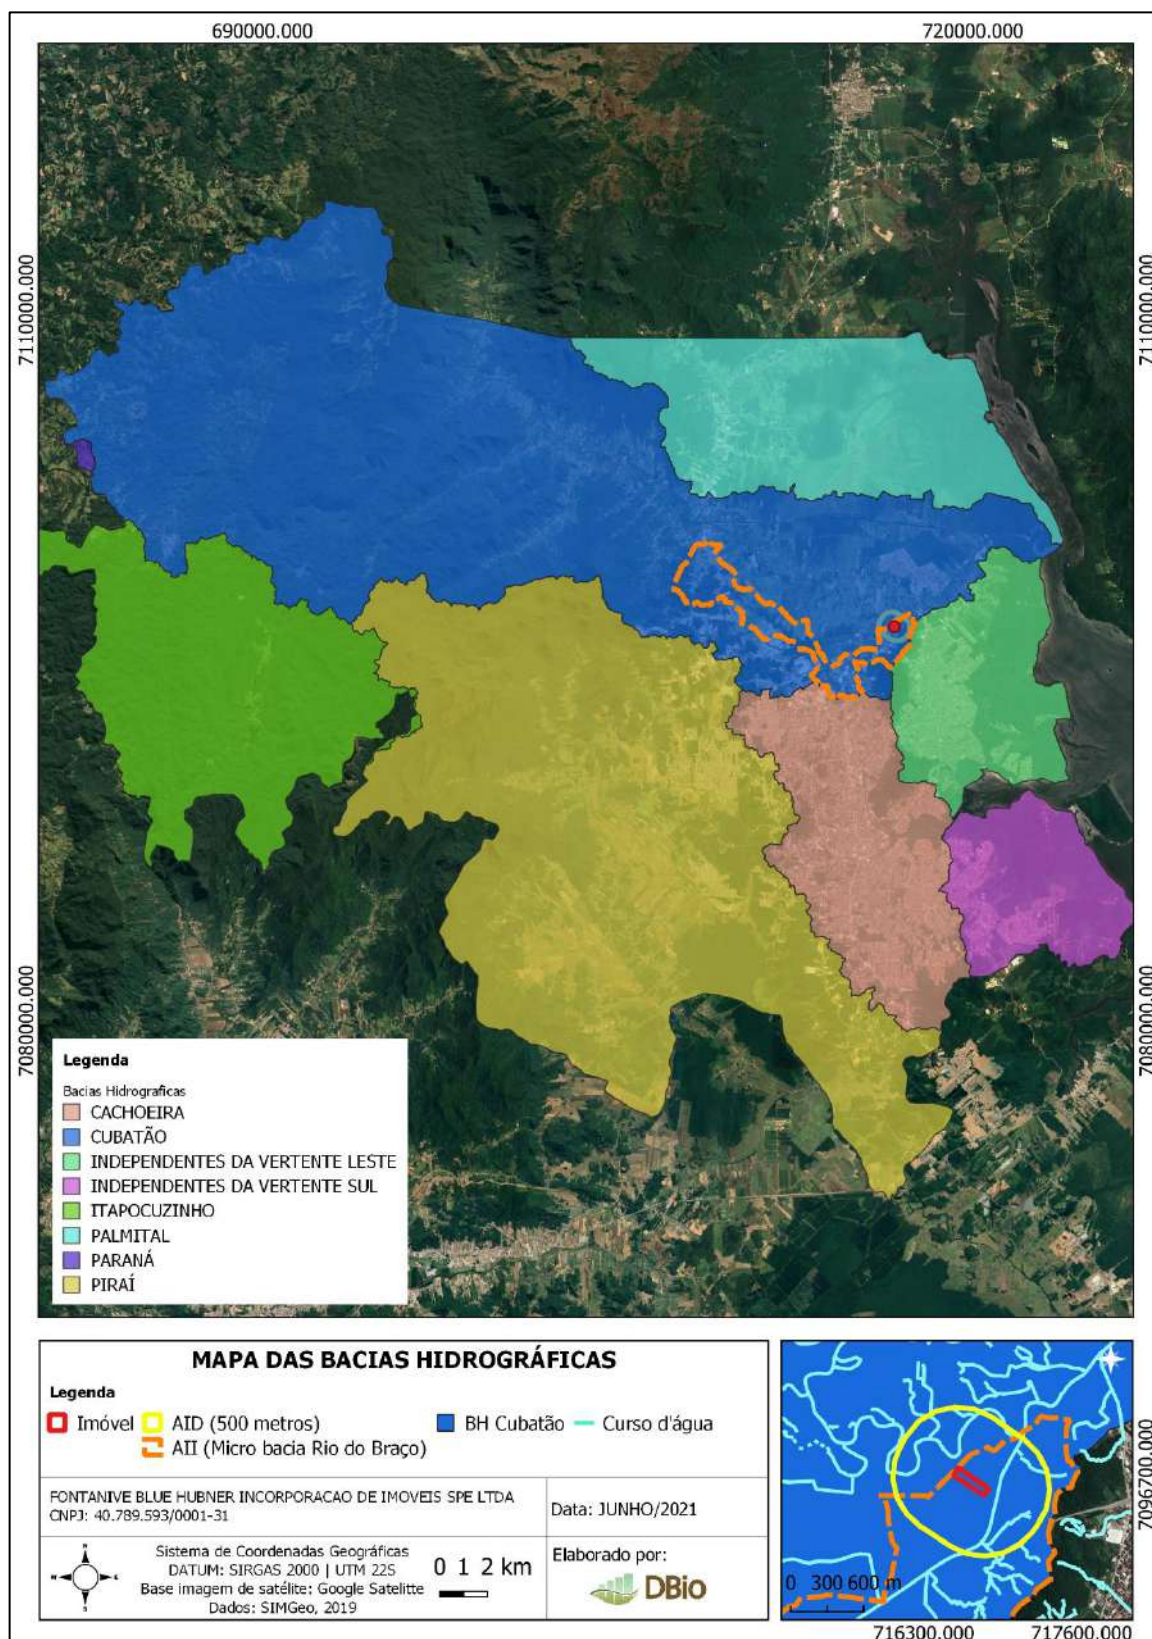 690000.000
720000.000
7110000.000
7110000.000
7080000.000
7080000.000
Legenda
Bacias Hidrograficas
CACHOEIRA
CUBATÃO
INDEPENDENTES DA VERTENTE LESTE
INDEPENDENTES DA VERTENTE SUL
ITAPOCUZINHO
PALMITAL
PARANÁ
PIRAÍ
MAPA DAS BACIAS HIDROGRÁFICAS
Legenda
Imóvel AID (500 metros) BH Cubatão Curso d'água
AII (Micro bacia Rio do Braço)
FONTANIVE BLUE HUBNER INCORPORACAO DE IMOVEIS SPE LTDA
CNPJ: 40.789.593/0001-31
Data: JUNHO/2021
N
W E
S
Sistema de Coordenadas Geográficas
DATUM: SIRGAS 2000 | UTM 22S
Base imagem de satélite: Google Satelitte
Dados: SIMGeo, 2019
0 1 2 km
Elaborado por:
DBio
0 300 600 m
7096700.000
716300.000 717600.000